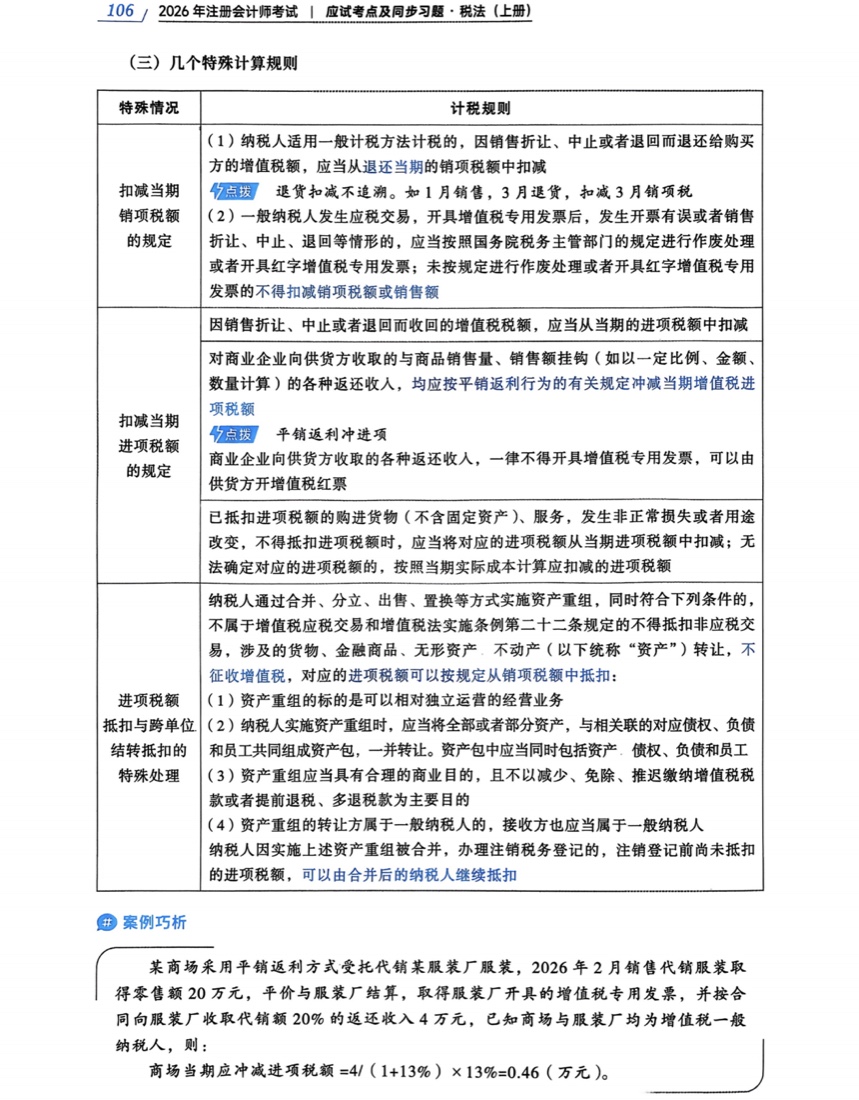 106 / 2026 年注册会计师考试 | 应试考点及同步习题·税法（上册）
（三）几个特殊计算规则
特殊情况
计税规则
扣减当期
销项税额
的规定
（1）纳税人适用一般计税方法计税的，因销售折让、中止或者退回而退还给购买
方的增值税额，应当从退还当期的销项税额中扣减
点拨 退货扣减不追溯。如 1 月销售，3 月退货，扣减 3 月销项税
（2）一般纳税人发生应税交易，开具增值税专用发票后，发生开票有误或者销售
折让、中止、退回等情形的，应当按照国务院税务主管部门的规定进行作废处理
或者开具红字增值税专用发票；未按规定进行作废处理或者开具红字增值税专用
发票的不得扣减销项税额或销售额
扣减当期
进项税额
的规定
因销售折让、中止或者退回而收回的增值税税额，应当从当期的进项税额中扣减
对商业企业向供货方收取的与商品销售量、销售额挂钩（如以一定比例、金额、
数量计算）的各种返还收入，均应按平销返利行为的有关规定冲减当期增值税进
项税额
点拨 平销返利冲进项
商业企业向供货方收取的各种返还收入，一律不得开具增值税专用发票，可以由
供货方开增值税红票
已抵扣进项税额的购进货物（不含固定资产）、服务，发生非正常损失或者用途
改变，不得抵扣进项税额时，应当将对应的进项税额从当期进项税额中扣减；无
法确定对应的进项税额的，按照当期实际成本计算应扣减的进项税额
进项税额
抵扣与跨单位
结转抵扣的
特殊处理
纳税人通过合并、分立、出售、置换等方式实施资产重组，同时符合下列条件的，
不属于增值税应税交易和增值税法实施条例第二十二条规定的不得抵扣非应税交
易，涉及的货物、金融商品、无形资产、不动产（以下统称“资产”）转让，不
征收增值税，对应的进项税额可以按规定从销项税额中抵扣：
（1）资产重组的标的是可以相对独立运营的经营业务
（2）纳税人实施资产重组时，应当将全部或者部分资产，与相关联的对应债权、负债
和员工共同组成资产包，一并转让。资产包中应当同时包括资产、债权、负债和员工
（3）资产重组应当具有合理的商业目的，且不以减少、免除、推迟缴纳增值税税
款或者提前退税、多退税款为主要目的
（4）资产重组的转让方属于一般纳税人的，接收方也应当属于一般纳税人
纳税人因实施上述资产重组被合并，办理注销税务登记的，注销登记前尚未抵扣
的进项税额，可以由合并后的纳税人继续抵扣
# 案例巧析
某商场采用平销返利方式受托代销某服装厂服装，2026 年 2 月销售代销服装取
得零售额 20 万元，平价与服装厂结算，取得服装厂开具的增值税专用发票，并按合
同向服装厂收取代销额 20% 的返还收入 4 万元，已知商场与服装厂均为增值税一般
纳税人，则：
商场当期应冲减进项税额 =4/（1+13%）×13%=0.46（万元）。